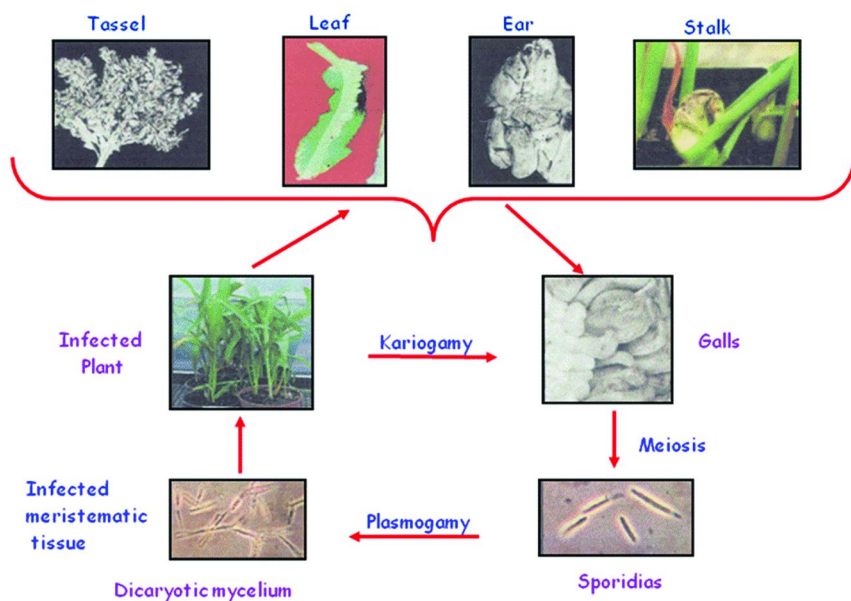 Tassel
Leaf
Ear
Stalk
Infected
Plant
Kariogamy
Galls
Meiosis
Infected
meristematic
tissue
Plasmogamy
Dicaryotic mycelium
Sporidias